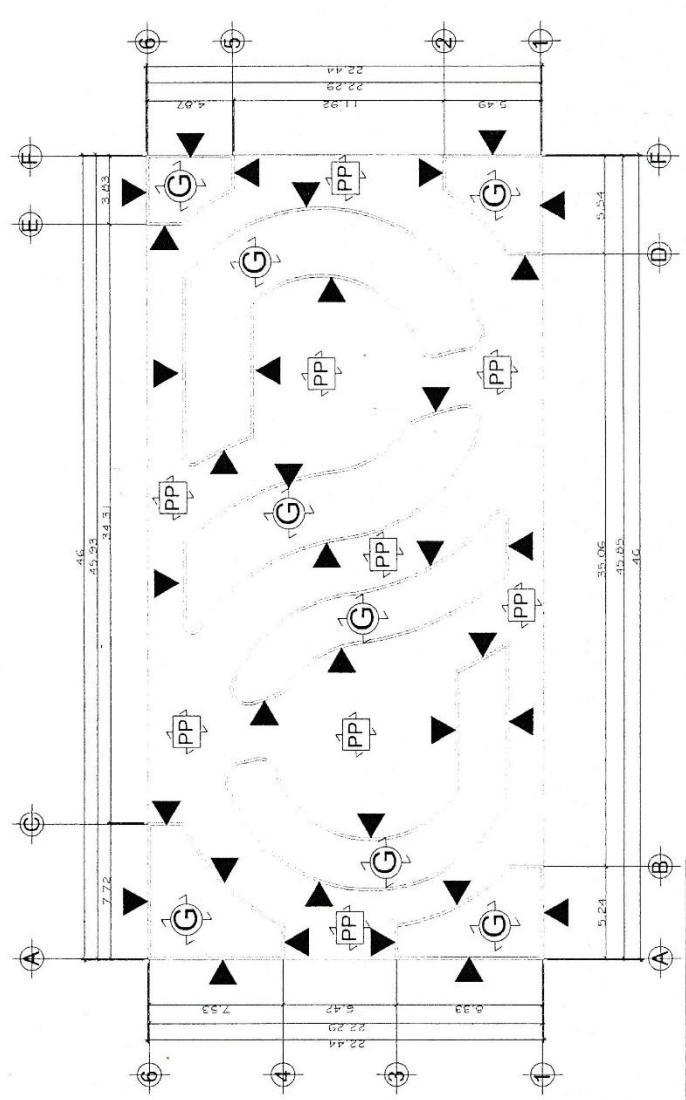 6 5 2 1
22.44
22.29
4.87 11.92 5.49
F F
3.83 G PP G 5.54
E D
G
PP PP
PP G
34.31
45.93
46
PP
35.06
45.85
46
G PP
PP PP
C
G B
7.72 G PP G 5.24
A A
7.53 6.42 8.33
22.29
22.44
6 4 3 1